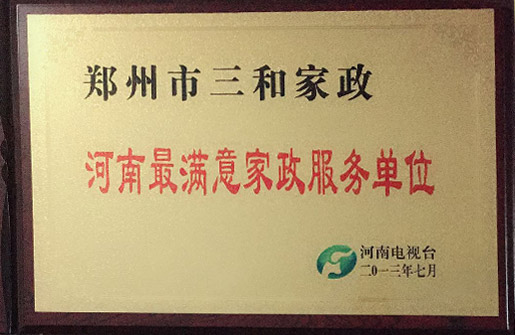 郑州市三和家政
河南最满意家政服务单位
河南电视台
二〇一三年七月